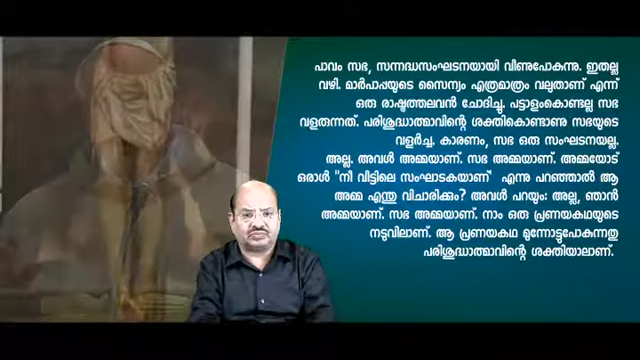 പാവം സഭ, സന്നദ്ധസംഘടനയായി വീണുപോകുന്നു. ഇതല്ല
വഴി. മാർപാപ്പയുടെ സൈന്യം എത്രമാത്രം വലുതാണ് എന്ന്
ഒരു രാഷ്ട്രത്തലവൻ ചോദിച്ചു. പട്ടാളംകൊണ്ടല്ല സഭ
വളരുന്നത്. പരിശുദ്ധാത്മാവിന്റെ ശക്തികൊണ്ടാണു സഭയുടെ
വളർച്ച. കാരണം, സഭ ഒരു സംഘടനയല്ല.
അല്ല. അവൾ അമ്മയാണ്. സഭ അമ്മയാണ്. അമ്മയോട്
ഒരാൾ "നീ വീട്ടിലെ സംഘാടകയാണ്" എന്നു പറഞ്ഞാൽ ആ
അമ്മ എന്തു വിചാരിക്കും? അവൾ പറയും: അല്ല, ഞാൻ
അമ്മയാണ്. സഭ അമ്മയാണ്. നാം ഒരു പ്രണയകഥയുടെ
നടുവിലാണ്. ആ പ്രണയകഥ മുന്നോട്ടുപോകുന്നതു
പരിശുദ്ധാത്മാവിന്റെ ശക്തിയാലാണ്.